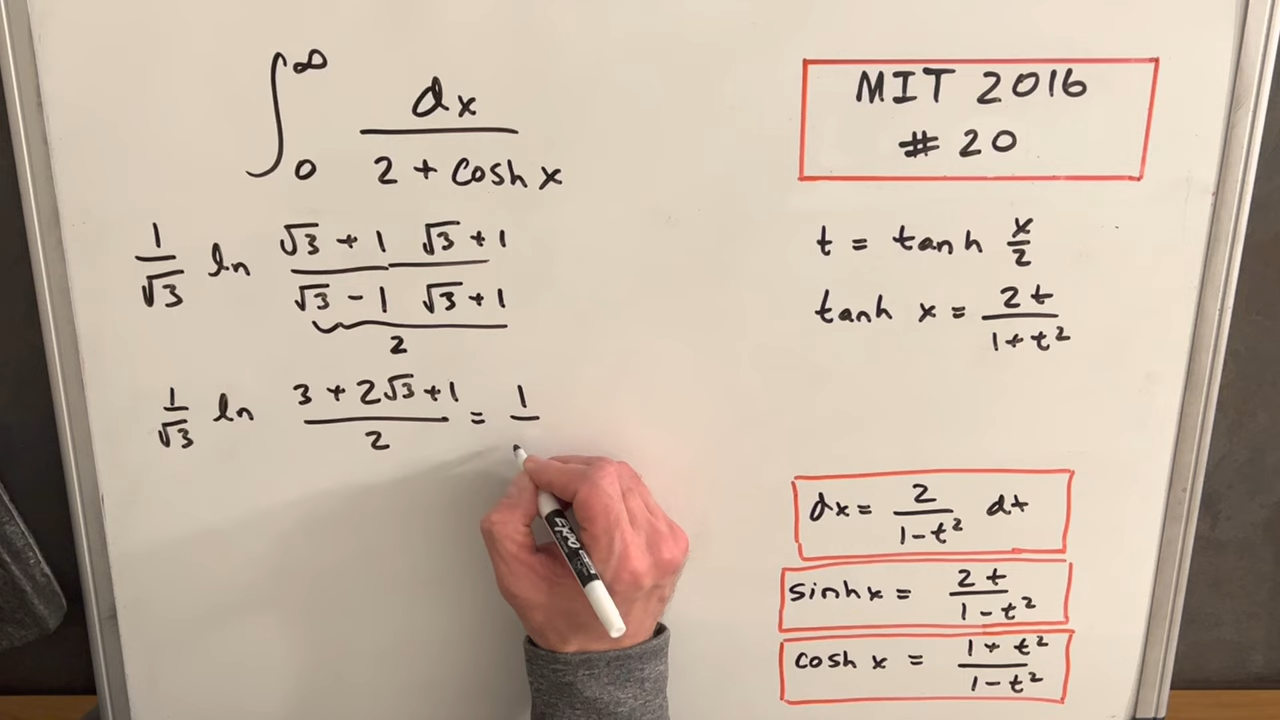 ∫₀^∞ dx / (2 + cosh x)
MIT 2016
# 20
1/√3 ln (√3 + 1 √3 + 1) / (√3 - 1 √3 + 1)
2
1/√3 ln (3 + 2√3 + 1) / 2 = 1
t = tanh x/2
tanh x = 2t / (1 + t²)
dx = 2 / (1 - t²) dt
sinh x = 2t / (1 - t²)
cosh x = (1 + t²) / (1 - t²)
EXPO